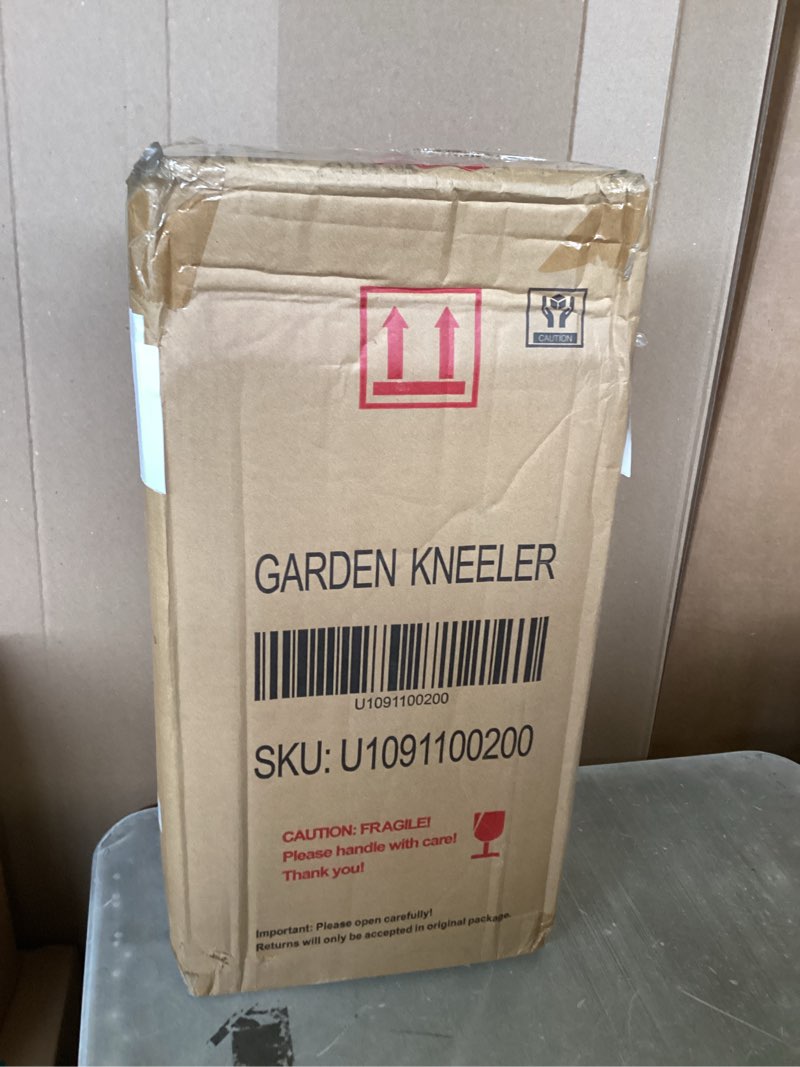 CAUTION
GARDEN KNEELER
U1091100200
SKU: U1091100200
CAUTION: FRAGILE!
Please handle with care!
Thank you!
Important: Please open carefully!
Returns will only be accepted in original package.